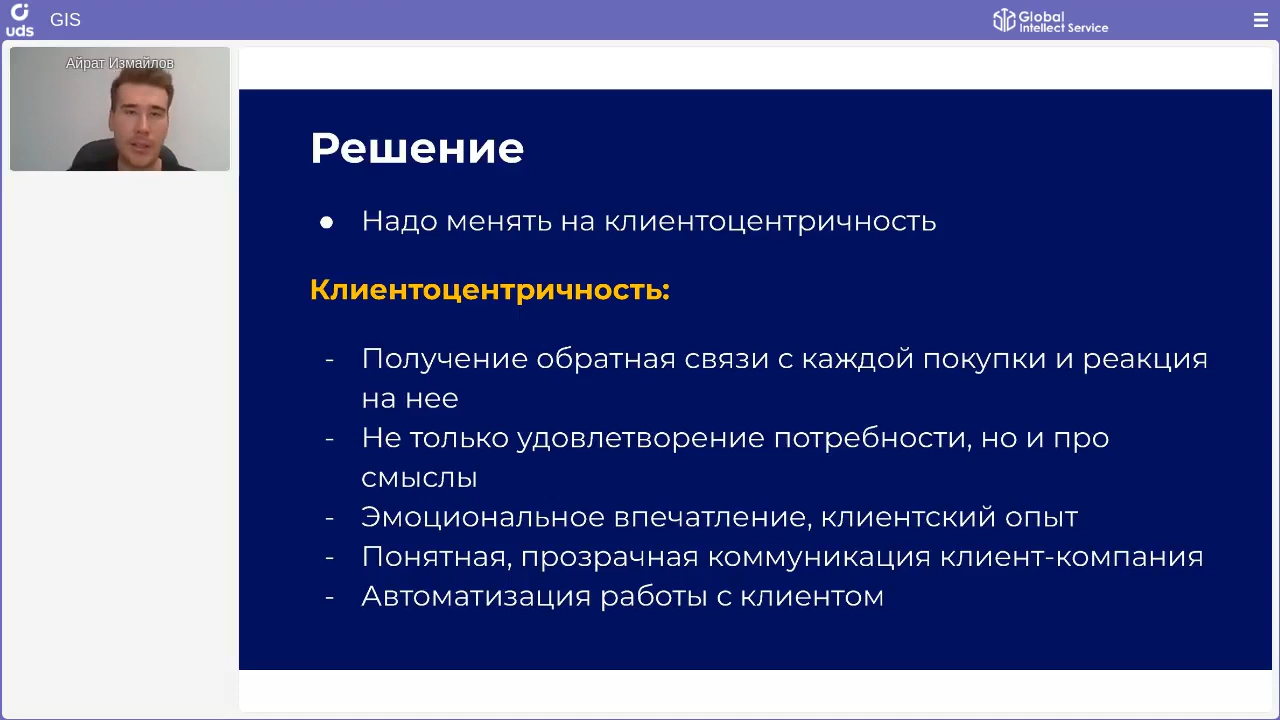 uds
GIS
Global
Intellect Service
Айрат Измайлов
Решение
● Надо менять на клиентоцентричность
Клиентоцентричность:
- Получение обратная связи с каждой покупки и реакция
на нее
- Не только удовлетворение потребности, но и про
смыслы
- Эмоциональное впечатление, клиентский опыт
- Понятная, прозрачная коммуникация клиент-компания
- Автоматизация работы с клиентом